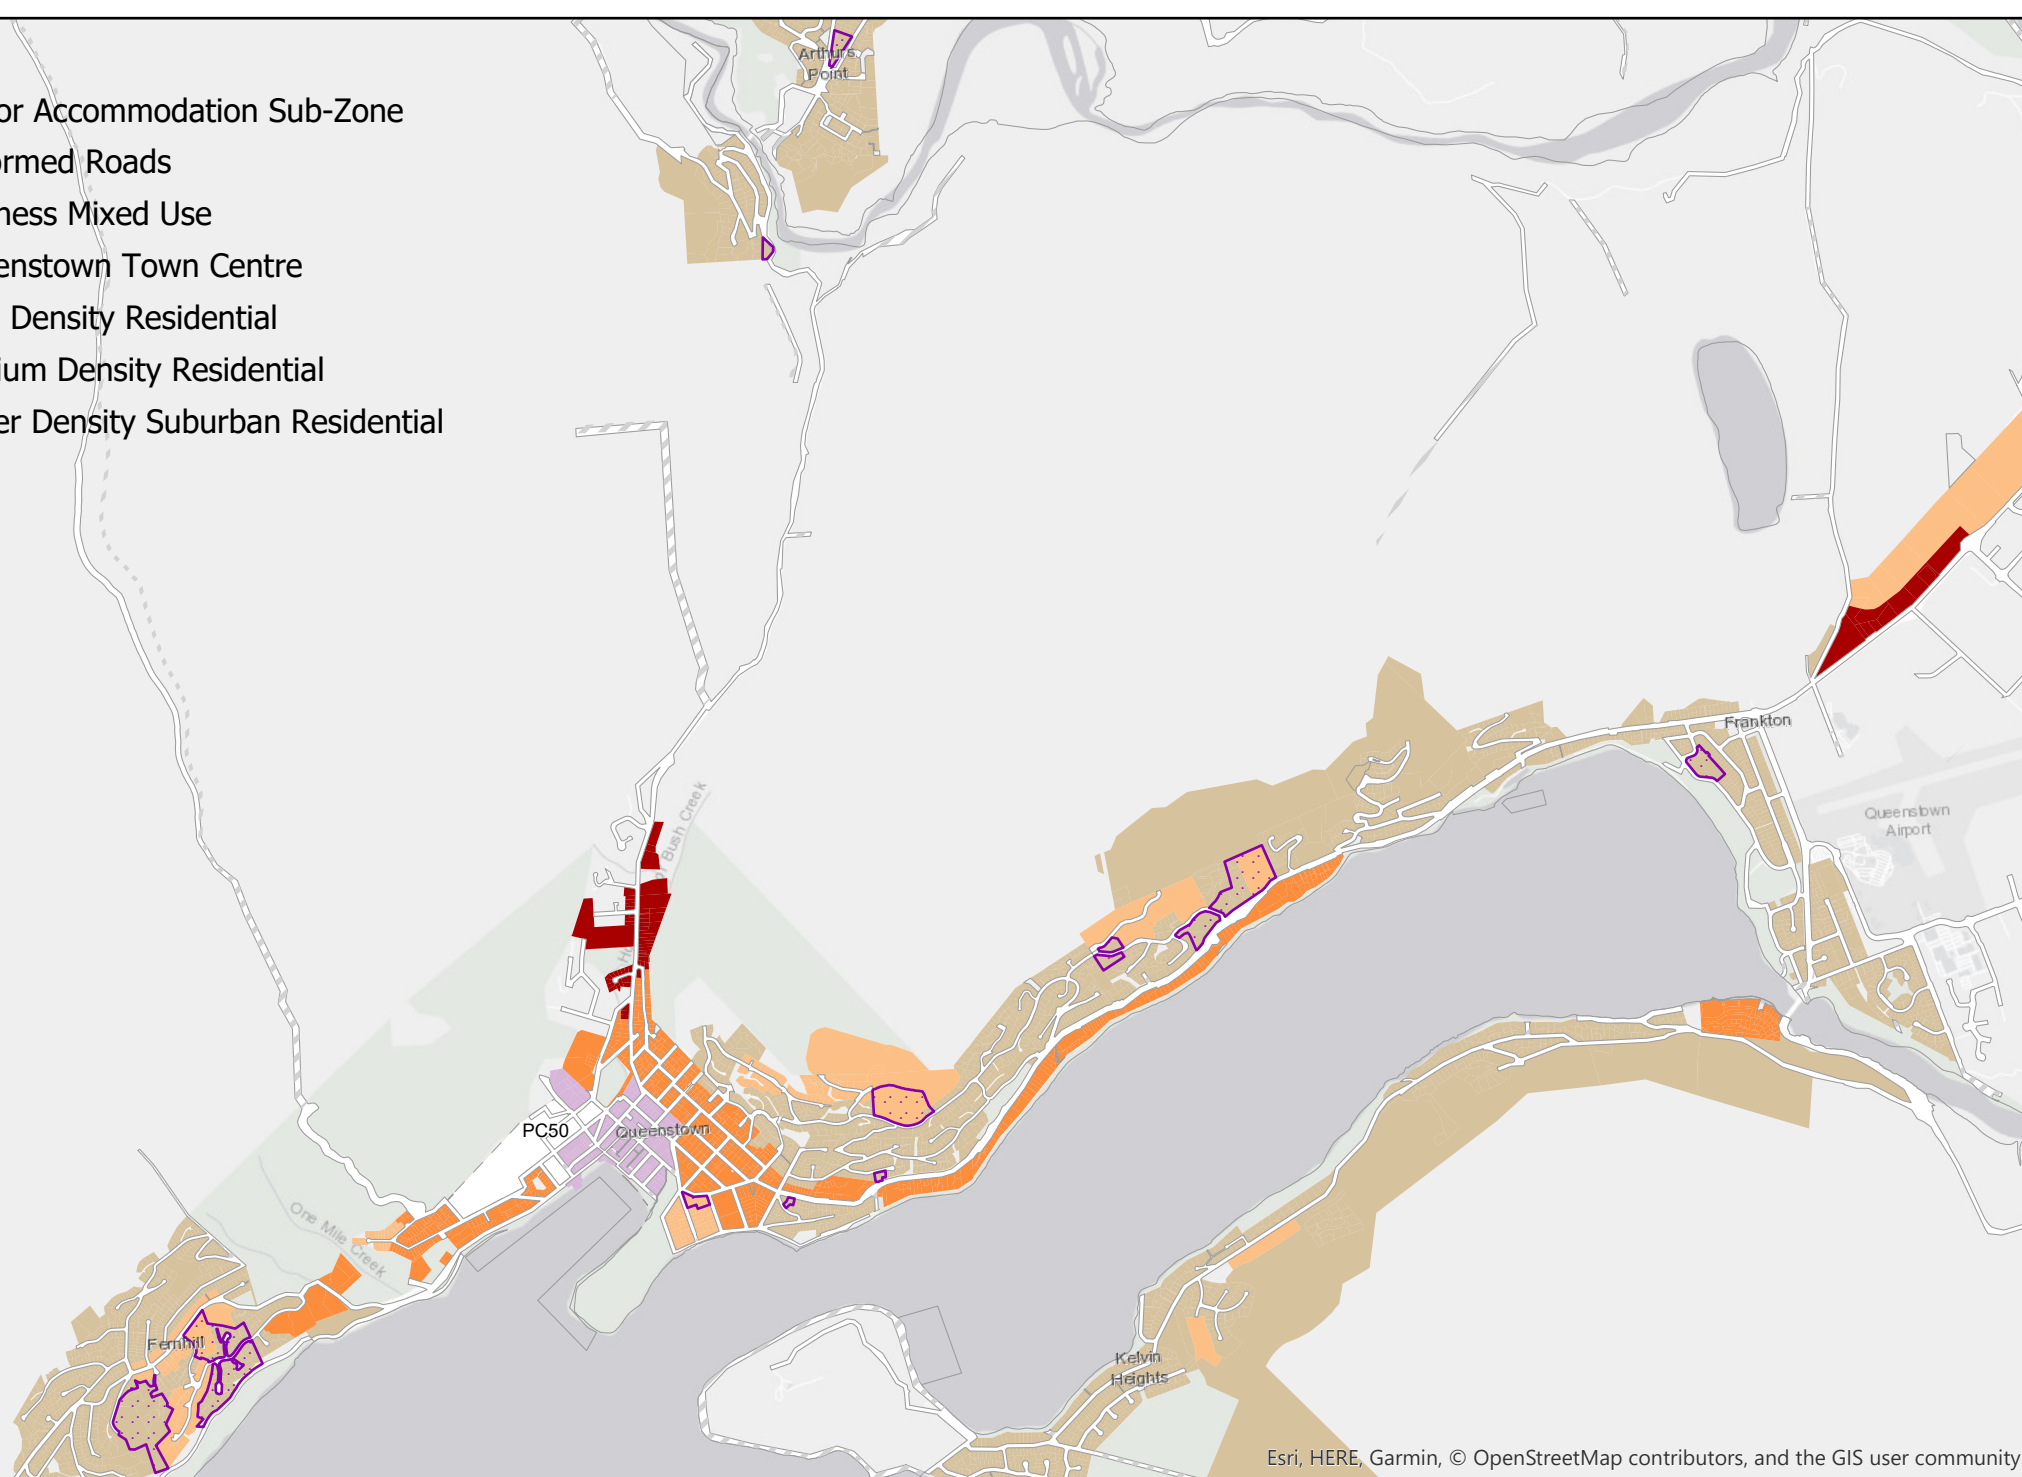 Arthurs
Point
or Accommodation Sub-Zone
ormed Roads
ness Mixed Use
enstown Town Centre
Density Residential
ium Density Residential
er Density Suburban Residential
Frankton
Queenstown
Airport
Bush Creek
PC50
Queenstown
One Mile Creek
Fernhill
Kelvin
Heights
Esri, HERE, Garmin, © OpenStreetMap contributors, and the GIS user community